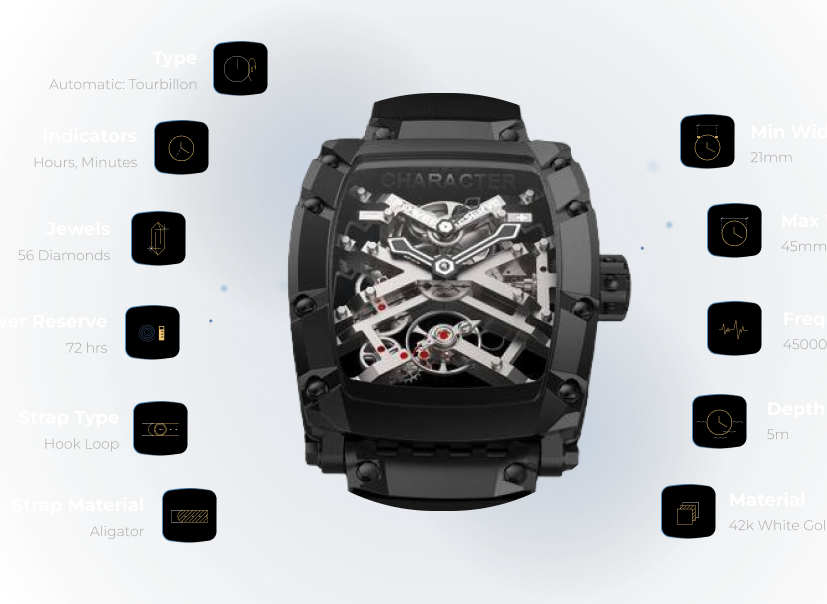 Type
Automatic: Tourbillon
Indicators
Hours, Minutes
Jewels
56 Diamonds
wer Reserve
72 hrs
Strap Type
Hook Loop
Strap Material
Aligator
CHARACTER
Min Wid
21mm
Max
45mm
Freq
45000
Depth
5m
Material
42k White Gol